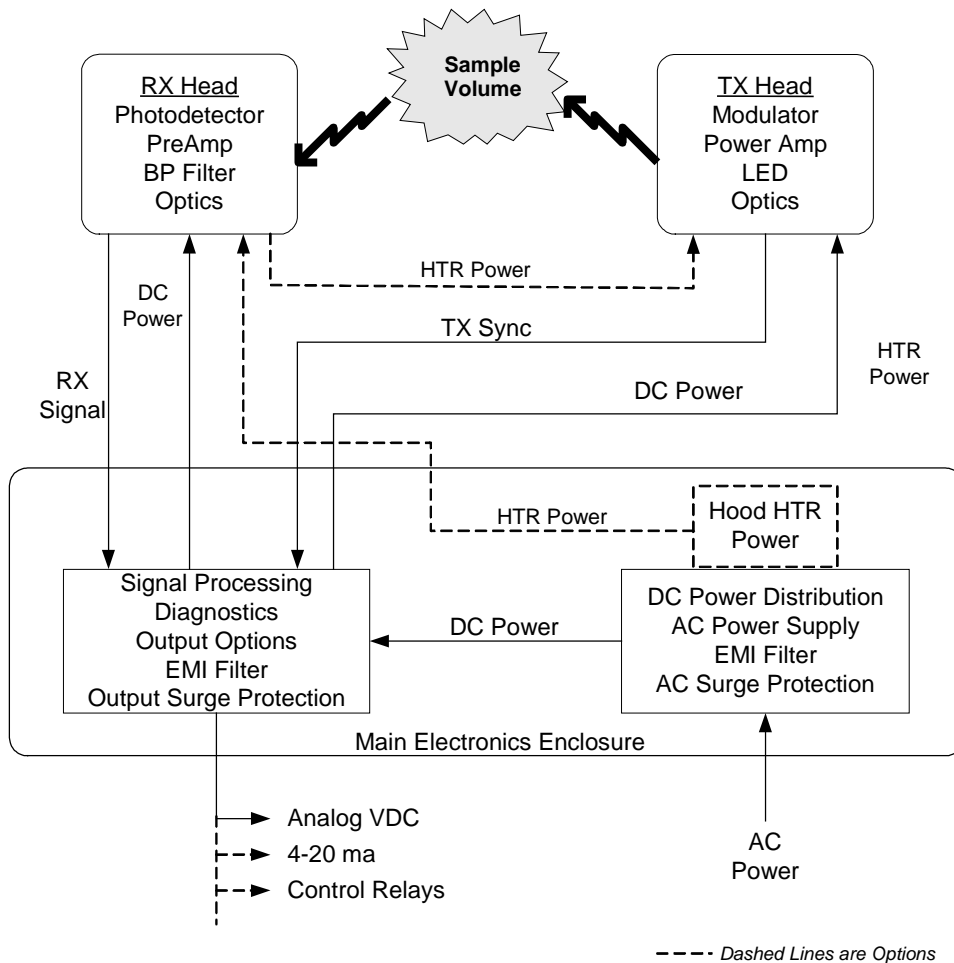 Sample
Volume
RX Head
Photodetector
PreAmp
BP Filter
Optics
TX Head
Modulator
Power Amp
LED
Optics
HTR Power
DC
Power
TX Sync
HTR
Power
RX
Signal
DC Power
HTR Power
Hood HTR
Power
Signal Processing
Diagnostics
Output Options
EMI Filter
Output Surge Protection
DC Power
DC Power Distribution
AC Power Supply
EMI Filter
AC Surge Protection
Main Electronics Enclosure
Analog VDC
4-20 ma
Control Relays
AC
Power
Dashed Lines are Options